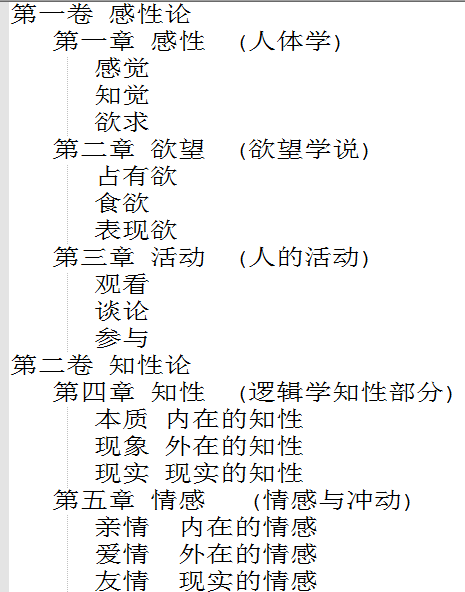 第一卷 感性论
第一章 感性 (人体学)
感觉
知觉
欲求
第二章 欲望 (欲望学说)
占有欲
食欲
表现欲
第三章 活动 (人的活动)
观看
谈论
参与
第二卷 知性论
第四章 知性 (逻辑学知性部分)
本质 内在的知性
现象 外在的知性
现实 现实的知性
第五章 情感 (情感与冲动)
亲情 内在的情感
爱情 外在的情感
友情 现实的情感